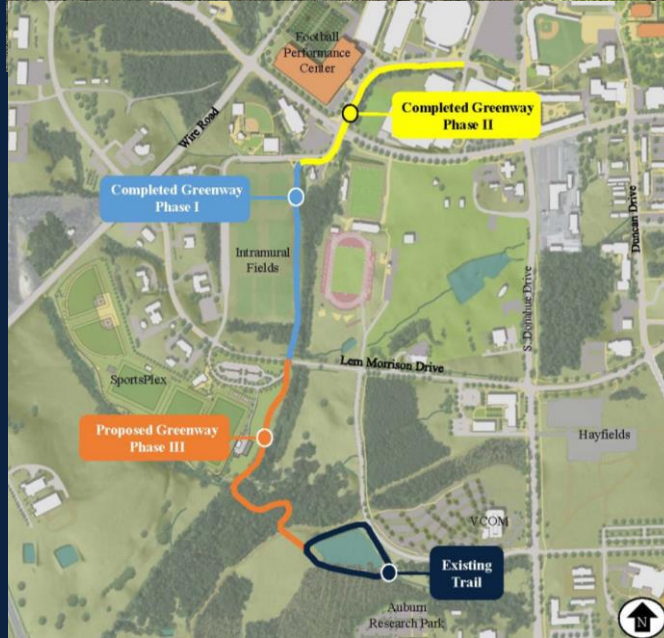 Football
Performance
Center
Completed Greenway
Phase II
Wire Road
Completed Greenway
Phase I
Duncan Drive
Intramural
Fields
S. Donahue Drive
Lem Morrison Drive
SportsPlex
Proposed Greenway
Phase III
Hayfields
VCOM
Existing
Trail
Auburn
Research Park
N